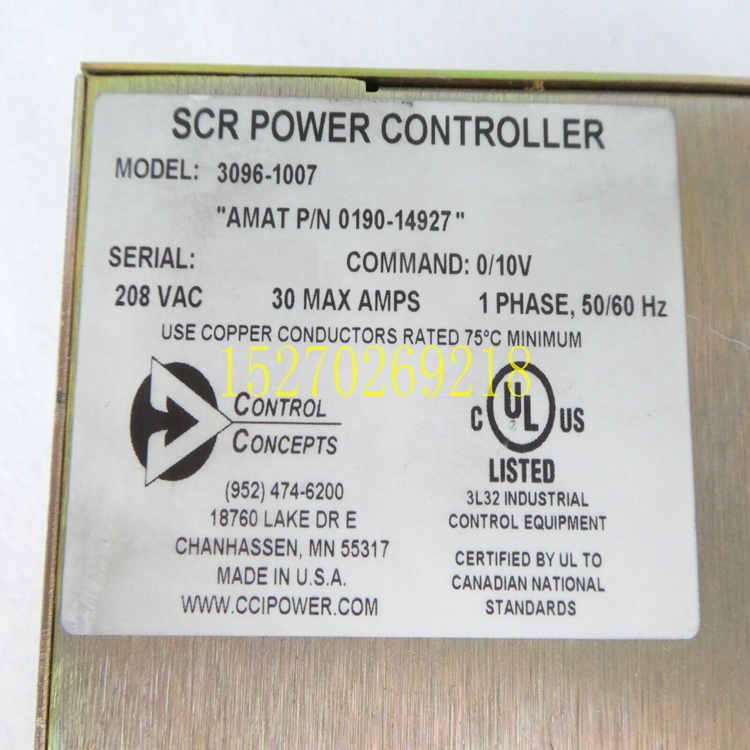 SCR POWER CONTROLLER
MODEL: 3096-1007
"AMAT P/N 0190-14927"
SERIAL: COMMAND: 0/10V
208 VAC 30 MAX AMPS 1 PHASE, 50/60 Hz
USE COPPER CONDUCTORS RATED 75°C MINIMUM
15270269218
CONTROL
CONCEPTS
(952) 474-6200
18760 LAKE DR E
CHANHASSEN, MN 55317
MADE IN U.S.A.
WWW.CCIPOWER.COM
C UL US
LISTED
3L32 INDUSTRIAL
CONTROL EQUIPMENT
CERTIFIED BY UL TO
CANADIAN NATIONAL
STANDARDS